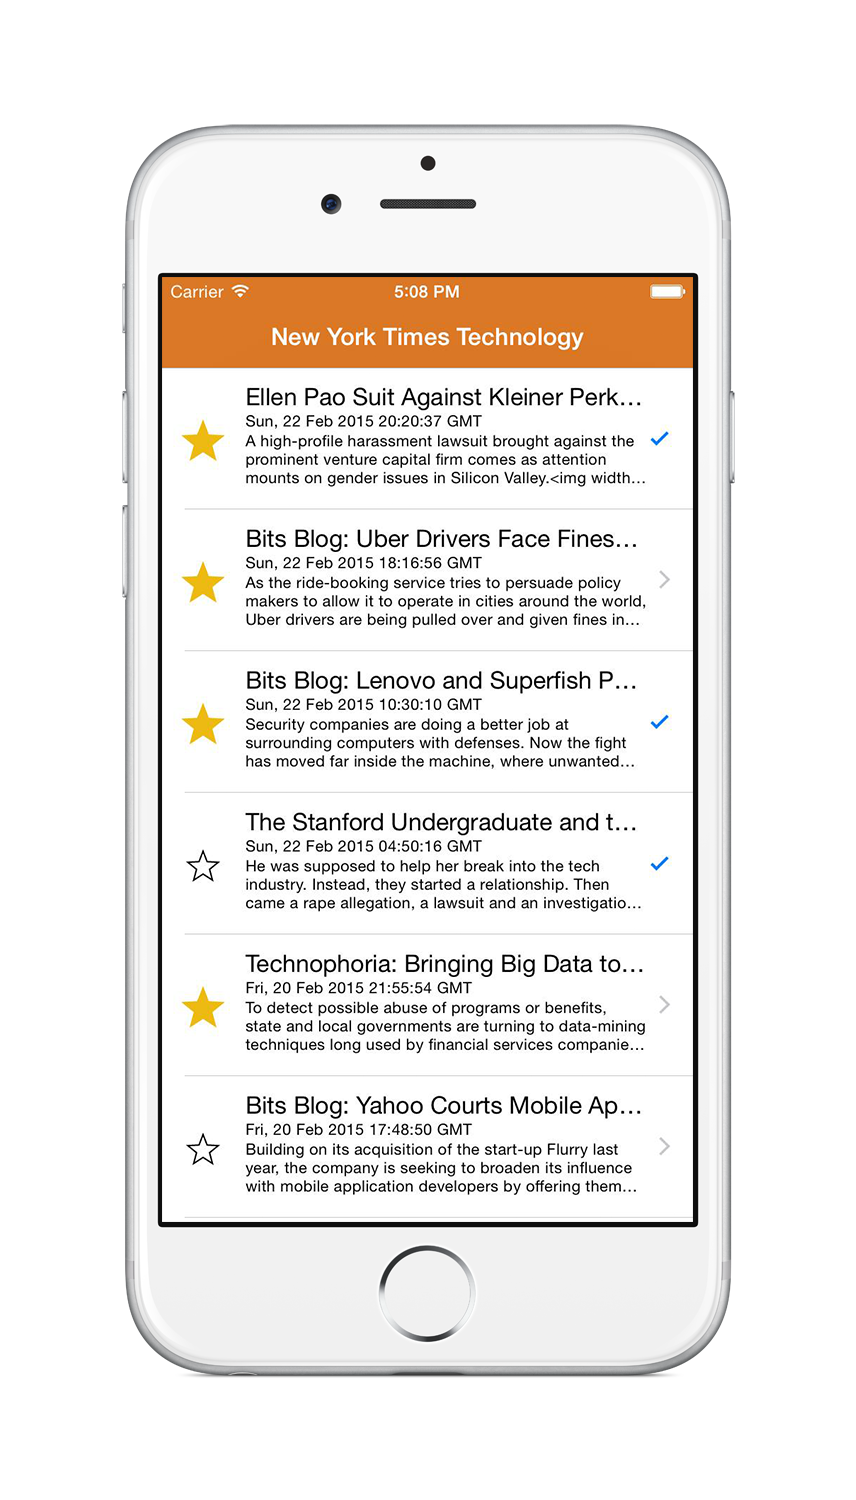 Carrier 5:08 PM
New York Times Technology
Ellen Pao Suit Against Kleiner Perk…
Sun, 22 Feb 2015 20:20:37 GMT
A high-profile harassment lawsuit brought against the
prominent venture capital firm comes as attention
mounts on gender issues in Silicon Valley.<img width…
Bits Blog: Uber Drivers Face Fines…
Sun, 22 Feb 2015 18:16:56 GMT
As the ride-booking service tries to persuade policy
makers to allow it to operate in cities around the world,
Uber drivers are being pulled over and given fines in…
Bits Blog: Lenovo and Superfish P…
Sun, 22 Feb 2015 10:30:10 GMT
Security companies are doing a better job at
surrounding computers with defenses. Now the fight
has moved far inside the machine, where unwanted…
The Stanford Undergraduate and t…
Sun, 22 Feb 2015 04:50:16 GMT
He was supposed to help her break into the tech
industry. Instead, they started a relationship. Then
came a rape allegation, a lawsuit and an investigatio…
Technophoria: Bringing Big Data to…
Fri, 20 Feb 2015 21:55:54 GMT
To detect possible abuse of programs or benefits,
state and local governments are turning to data-mining
techniques long used by financial services companie…
Bits Blog: Yahoo Courts Mobile Ap…
Fri, 20 Feb 2015 17:48:50 GMT
Building on its acquisition of the start-up Flurry last
year, the company is seeking to broaden its influence
with mobile application developers by offering them…